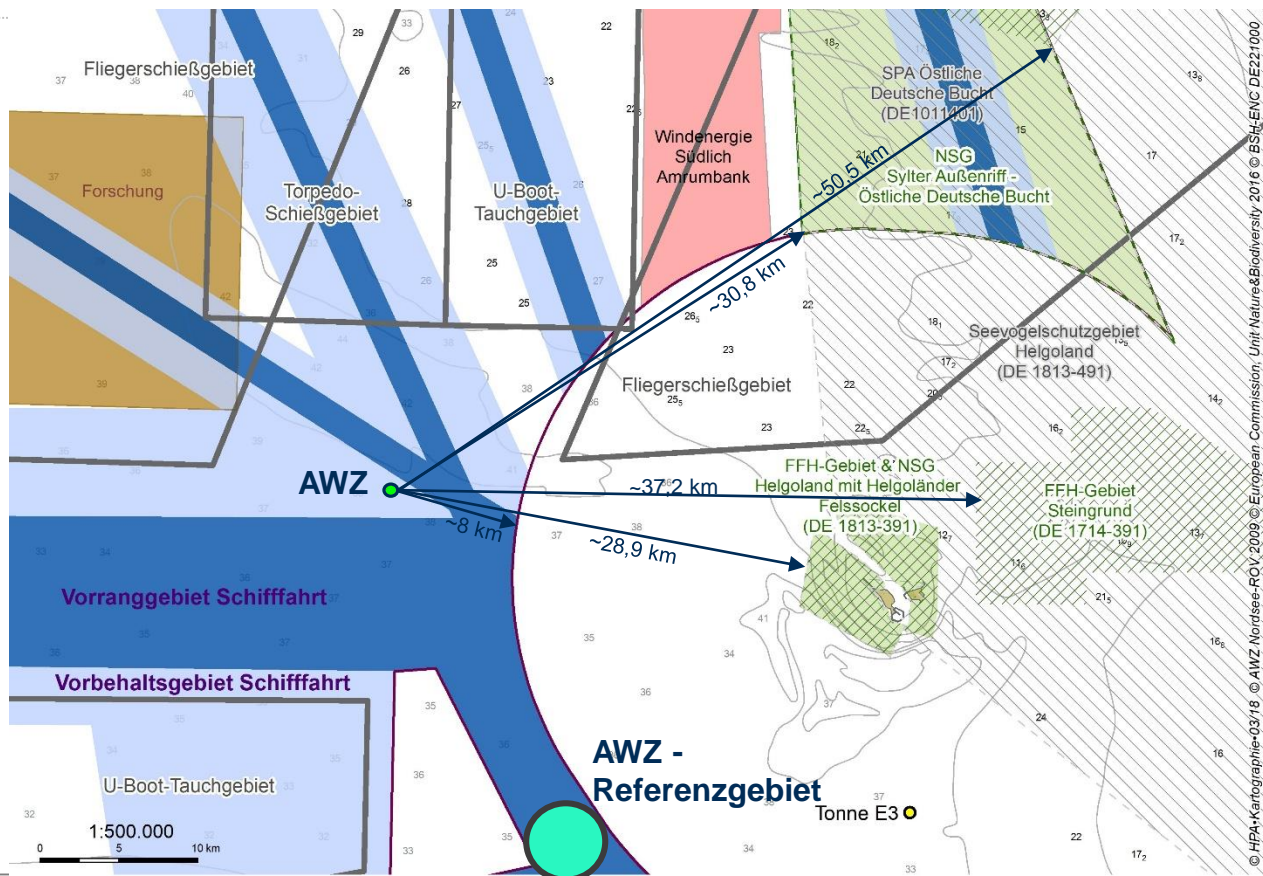 Fliegerschießgebiet
Forschung
Torpedo-
Schießgebiet
U-Boot-
Tauchgebiet
Windenergie
Südlich
Amrumbank
SPA Östliche
Deutsche Bucht
(DE1011401)
NSG
Sylter Außenriff -
Östliche Deutsche Bucht
~50,5 km
~30,8 km
Seevogelschutzgebiet
Helgoland
(DE 1813-491)
Fliegerschießgebiet
AWZ
~37,2 km
~8 km
~28,9 km
FFH-Gebiet & NSG
Helgoland mit Helgoländer
Felssockel
(DE 1813-391)
FFH-Gebiet
Steingrund
(DE 1714-391)
Vorranggebiet Schifffahrt
Vorbehaltsgebiet Schifffahrt
U-Boot-Tauchgebiet
AWZ -
Referenzgebiet
Tonne E3
1:500.000
0 5 10 km
© HPA•Kartographie•03/18 © AWZ Nordsee-ROV 2009 © European Commission, Unit Nature&Biodiversity 2016 © BSH-ENC DE221000